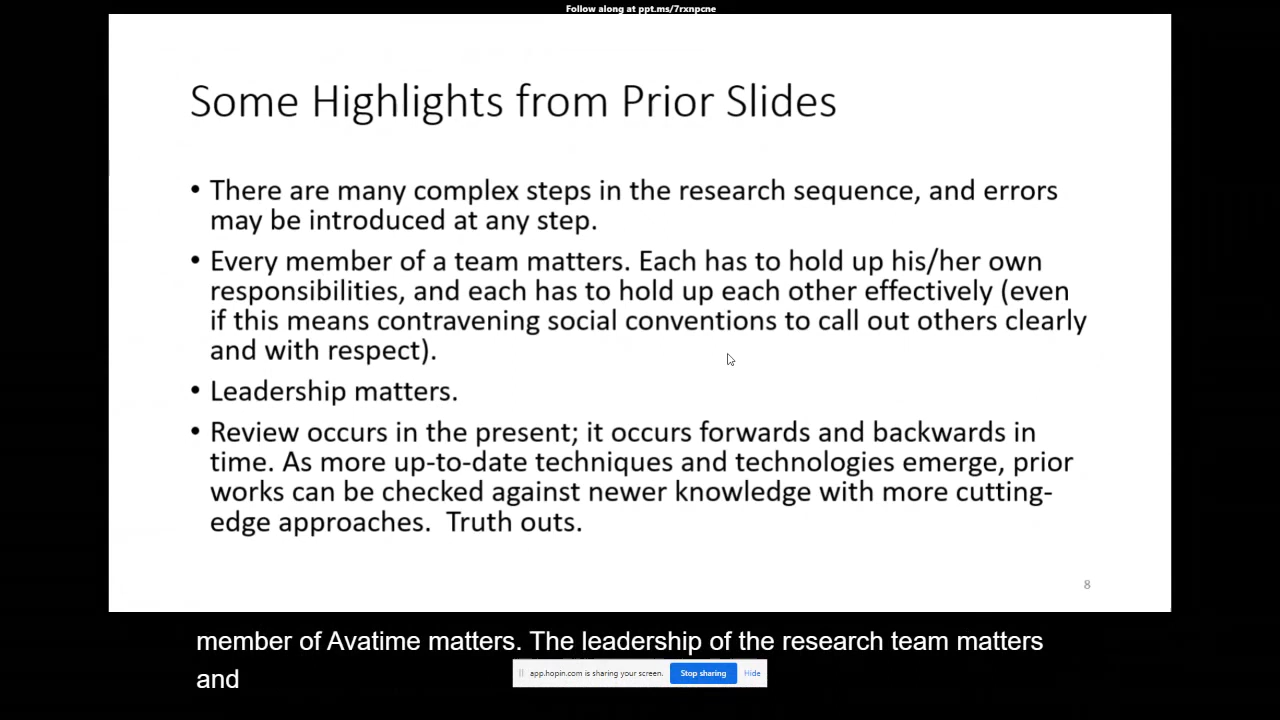 Follow along at ppt.ms/7rxnpcne
Some Highlights from Prior Slides
• There are many complex steps in the research sequence, and errors
may be introduced at any step.
• Every member of a team matters. Each has to hold up his/her own
responsibilities, and each has to hold up each other effectively (even
if this means contravening social conventions to call out others clearly
and with respect).
• Leadership matters.
• Review occurs in the present; it occurs forwards and backwards in
time. As more up-to-date techniques and technologies emerge, prior
works can be checked against newer knowledge with more cutting-
edge approaches.  Truth outs.
8
member of Avatime matters. The leadership of the research team matters
and
app.hopin.com is sharing your screen. Stop sharing Hide